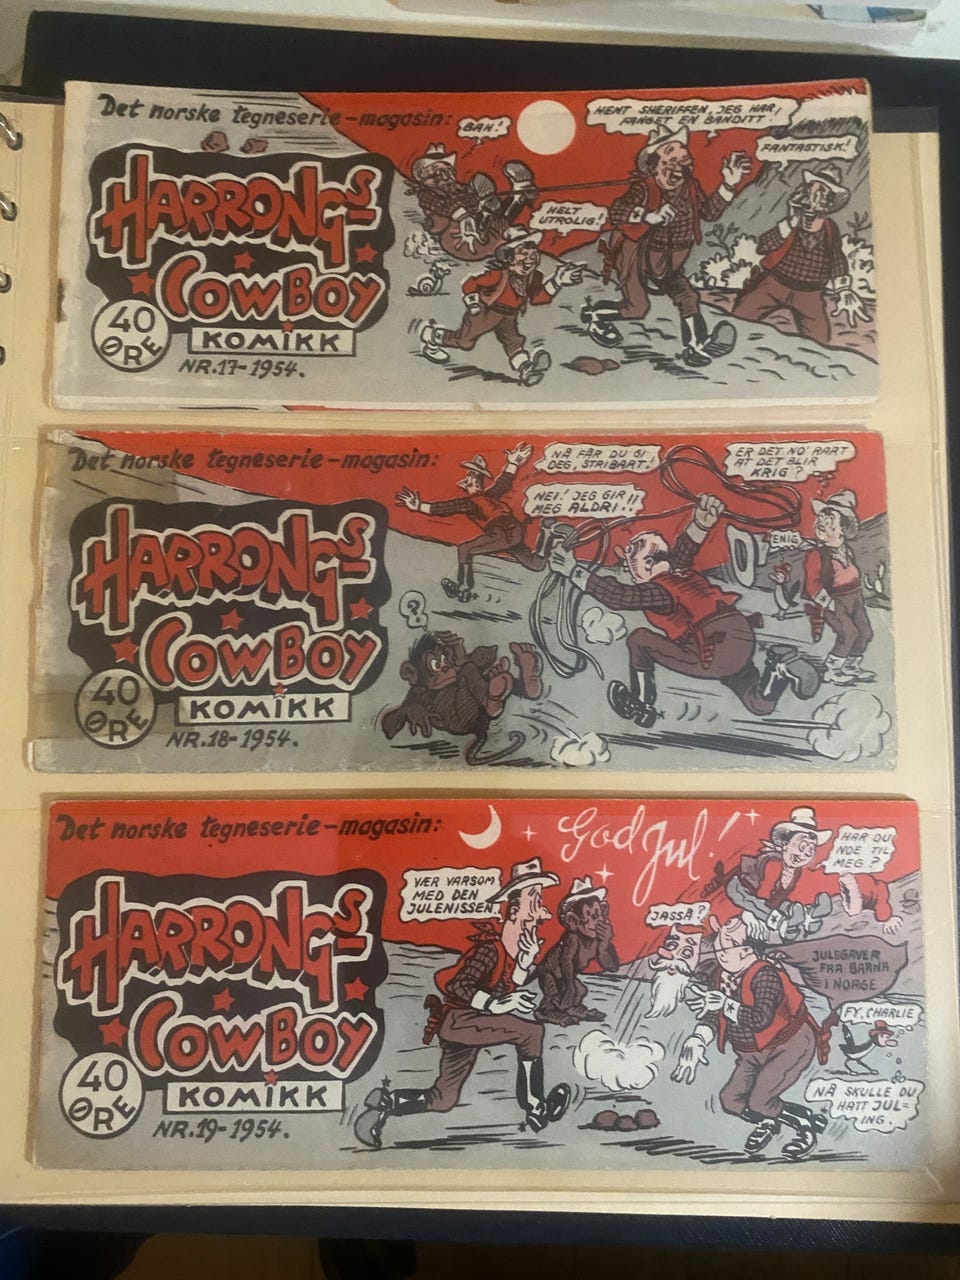 Det norske tegneserie-magasin:
HARRONGS
COWBOY
KOMIKK
40
ØRE
NR.17-1954.
BAH!
HENT SHERIFFEN, JEG HAR
FANGET EN BANDITT!
FANTASTISK!
HELT
UTROLIG!
Det norske tegneserie-magasin:
HARRONGS
COWBOY
KOMIKK
40
ØRE
NR.18-1954.
NÅ FÅR DU GI
DEG, STRIBART!
NEI! JEG GIR
MEG ALDRI!!
ER DET NO' RART
AT DET BLIR
KRIG?
ENIG
?
Det norske tegneserie-magasin:
God Jul!
HARRONGS
COWBOY
KOMIKK
40
ØRE
NR.19-1954.
VÆR VARSOM
MED DEN
JULENISSEN.
JASSÅ?
HAR DU
NOE TIL
MEG?
JULEGAVER
FRA BARNA
I NORGE
FY, CHARLIE
NÅ SKULLE DU
HATT JUL=
ING.